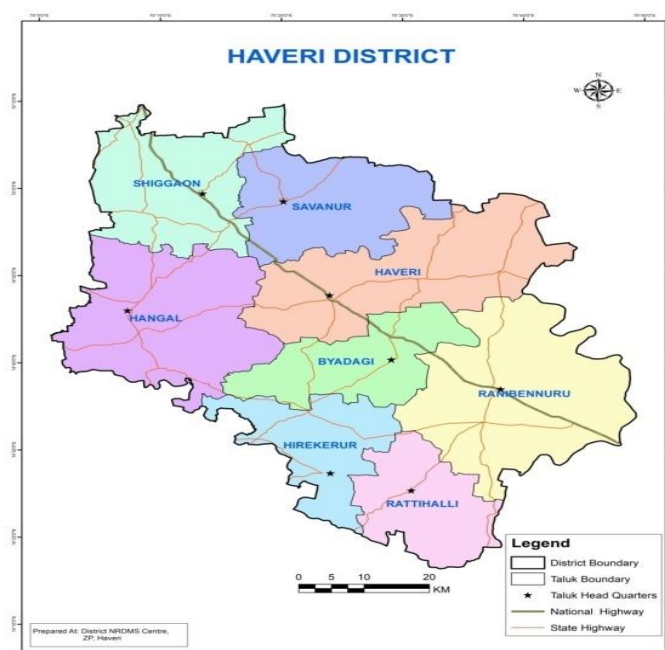 HAVERI DISTRICT
N
W E
S
SHIGGAON
SAVANUR
HAVERI
HANGAL
BYADAGI
RANIBENNURU
HIREKERUR
RATTIHALLI
Legend
District Boundary
Taluk Boundary
Taluk Head Quarters
National Highway
State Highway
0 5 10 20
KM
Prepared At: District NRDMS Centre,
ZP, Haveri